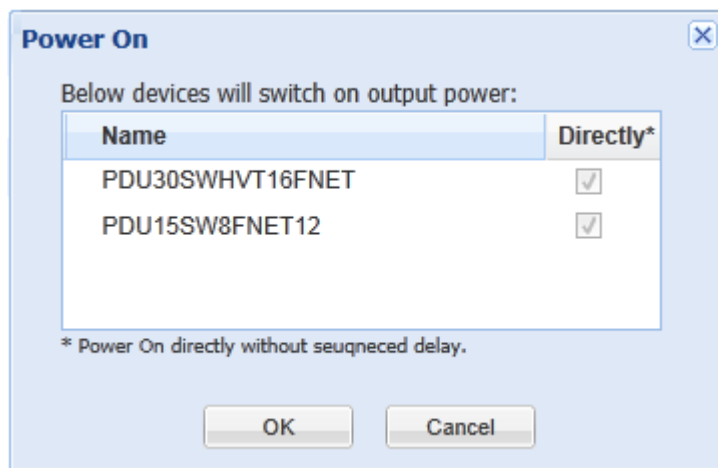 Power On
Below devices will switch on output power:
Name Directly*
PDU30SWHVT16FNET
PDU15SW8FNET12
* Power On directly without seuqneced delay.
OK Cancel